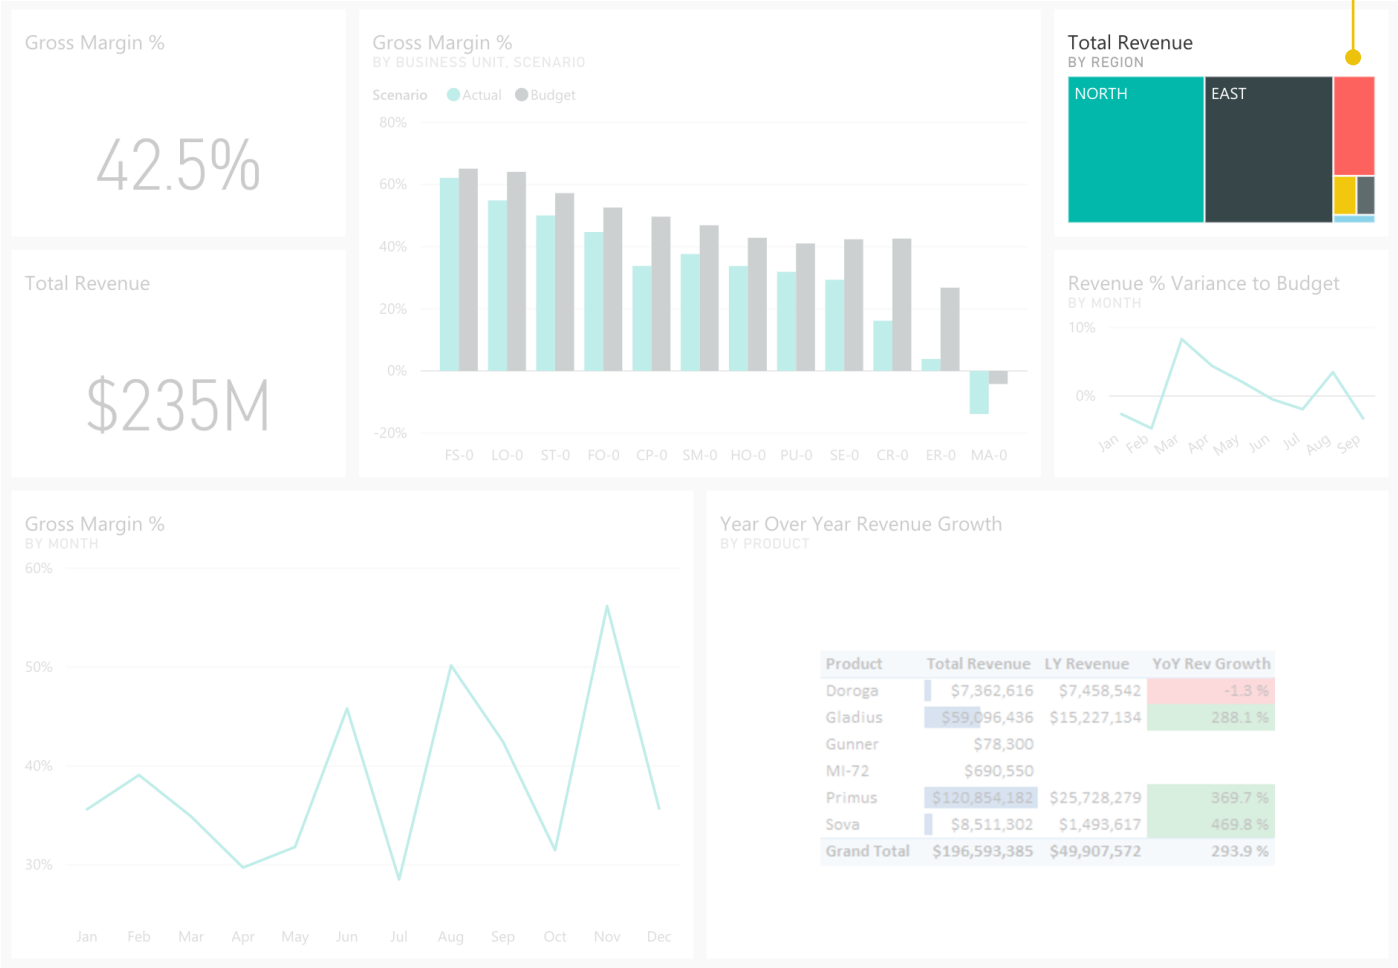 Gross Margin %
42.5%
Total Revenue
$235M
Gross Margin %
BY BUSINESS UNIT, SCENARIO
Scenario Actual Budget
80%
60%
40%
20%
0%
-20%
FS-0 LO-0 ST-0 FO-0 CP-0 SM-0 HO-0 PU-0 SE-0 CR-0 ER-0 MA-0
Total Revenue
BY REGION
NORTH EAST
Revenue % Variance to Budget
BY MONTH
10%
0%
Jan Feb Mar Apr May Jun Jul Aug Sep
Gross Margin %
BY MONTH
60%
50%
40%
30%
Jan Feb Mar Apr May Jun Jul Aug Sep Oct Nov Dec
Year Over Year Revenue Growth
BY PRODUCT
Product Total Revenue LY Revenue YoY Rev Growth
Doroga $7,362,616 $7,458,542 -1.3 %
Gladius $59,096,436 $15,227,134 288.1 %
Gunner $78,300
MI-72 $690,550
Primus $120,854,182 $25,728,279 369.7 %
Sova $8,511,302 $1,493,617 469.8 %
Grand Total $196,593,385 $49,907,572 293.9 %